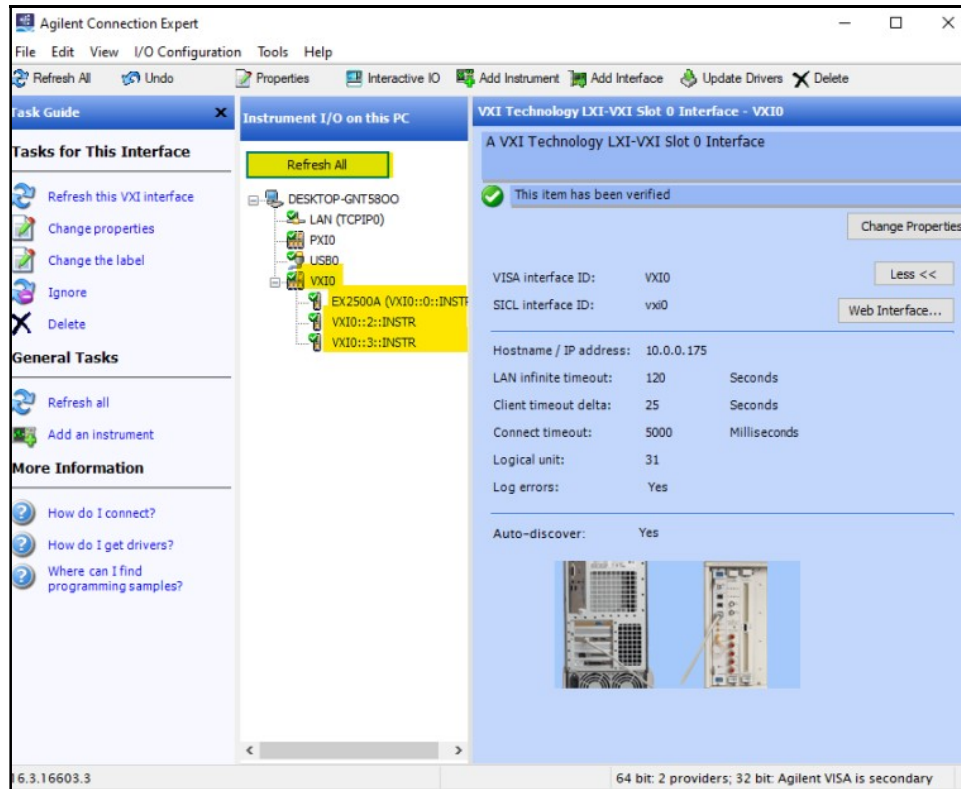 Agilent Connection Expert
File Edit View I/O Configuration Tools Help
Refresh All Undo Properties Interactive IO Add Instrument Add Interface Update Drivers Delete
Task Guide
Tasks for This Interface
Refresh this VXI interface
Change properties
Change the label
Ignore
Delete
General Tasks
Refresh all
Add an instrument
More Information
How do I connect?
How do I get drivers?
Where can I find
programming samples?
Instrument I/O on this PC
Refresh All
DESKTOP-GNT58OO
LAN (TCPIP0)
PXI0
USB0
VXI0
EX2500A (VXI0::0::INSTR
VXI0::2::INSTR
VXI0::3::INSTR
VXI Technology LXI-VXI Slot 0 Interface - VXI0
A VXI Technology LXI-VXI Slot 0 Interface
This item has been verified
Change Properties
VISA interface ID: VXI0
Less <<
SICL interface ID: vxi0
Web Interface...
Hostname / IP address: 10.0.0.175
LAN infinite timeout: 120 Seconds
Client timeout delta: 25 Seconds
Connect timeout: 5000 Milliseconds
Logical unit: 31
Log errors: Yes
Auto-discover: Yes
16.3.16603.3
64 bit: 2 providers; 32 bit: Agilent VISA is secondary